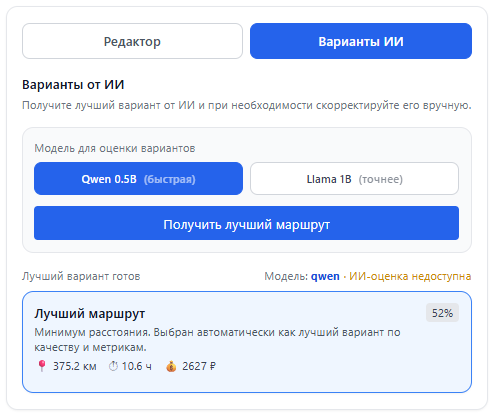 Редактор
Варианты ИИ
Варианты от ИИ
Получите лучший вариант от ИИ и при необходимости скорректируйте его вручную.
Модель для оценки вариантов
Qwen 0.5B (быстрая)
Llama 1B (точнее)
Получить лучший маршрут
Лучший вариант готов
Модель: qwen · ИИ-оценка недоступна
Лучший маршрут
52%
Минимум расстояния. Выбран автоматически как лучший вариант по
качеству и метрикам.
📍 375.2 км ⏱ 10.6 ч 💰 2627 ₽